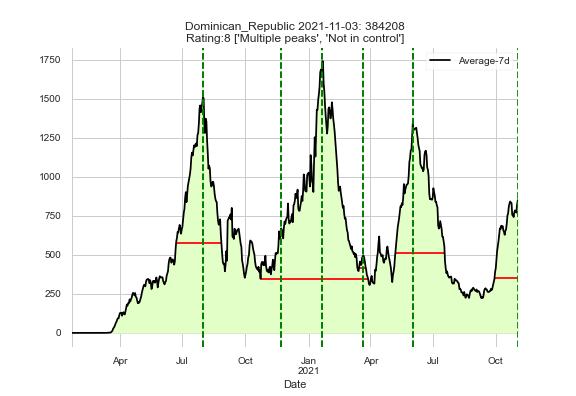 Dominican_Republic 2021-11-03: 384208
Rating:8 ['Multiple peaks', 'Not in control']
Average-7d
1750
1500
1250
1000
750
500
250
0
Apr Jul Oct Jan Apr Jul Oct
2021
Date